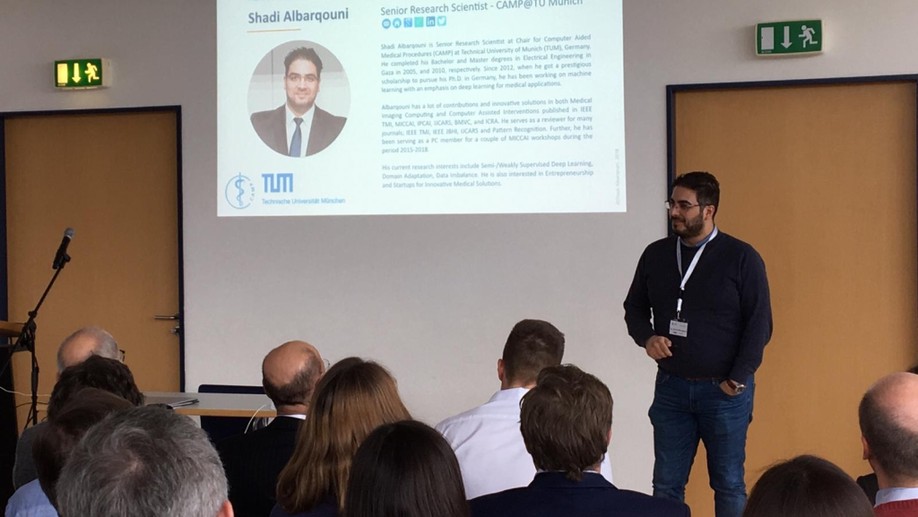 Shadi Albarqouni
Senior Research Scientist - CAMP@TU Munich
Shadi Albarqouni is Senior Research Scientist at Chair for Computer Aided
Medical Procedures (CAMP) at Technical University of Munich (TUM), Germany.
He completed his Bachelor and Master degrees in Electrical Engineering in
Gaza in 2005, and 2010, respectively. Since 2012, when he got a prestigious
scholarship to pursue his Ph.D. in Germany, he has been working on machine
learning with an emphasis on deep learning for medical applications.
Albarqouni has a lot of contributions and innovative solutions in both Medical
Imaging Computing and Computer Assisted Interventions published in IEEE
TMI, MICCAI, IPCAI, IJCARS, BMVC, and ICRA. He serves as a reviewer for many
journals; IEEE TMI, IEEE JBHI, IJCARS and Pattern Recognition. Further, he has
been serving as a PC member for a couple of MICCAI workshops during the
period 2015-2018.
His current research interests include Semi-/Weakly Supervised Deep Learning,
Domain Adaptation, Data Imbalance. He is also interested in Entrepreneurship
and Startups for Innovative Medical Solutions.
TUM
Technische Universität München